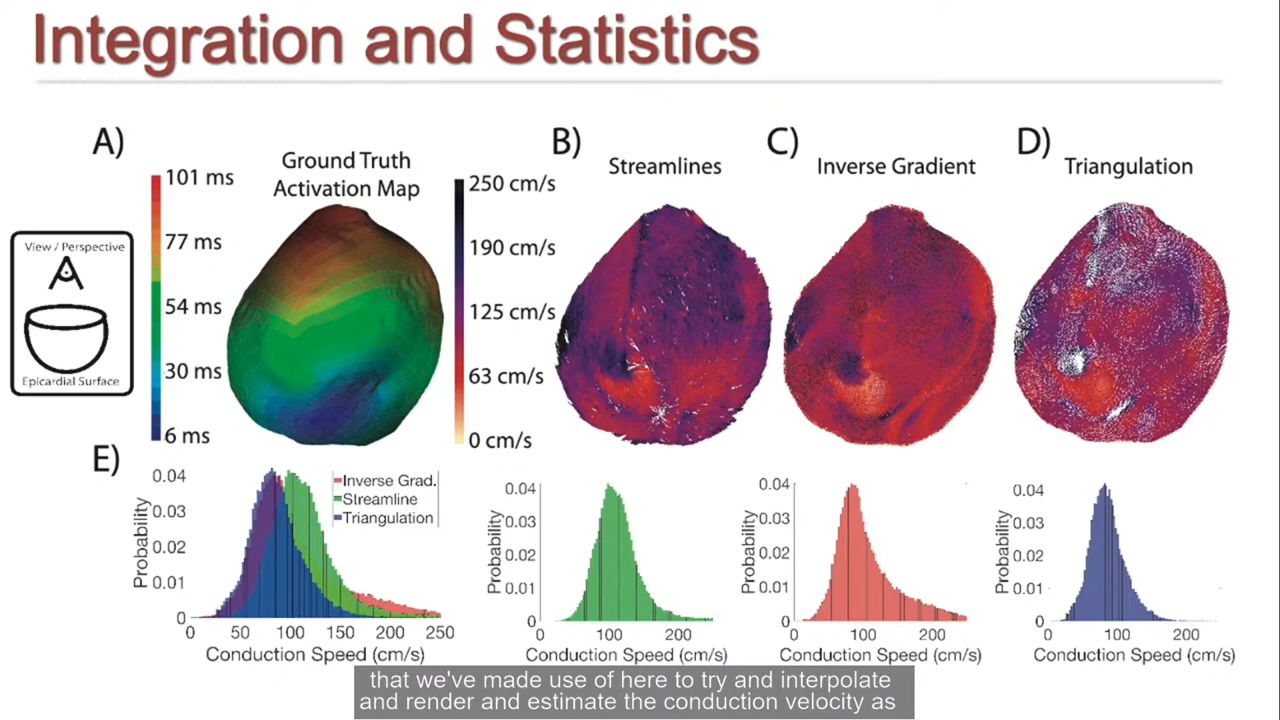 Integration and Statistics
A)
Ground Truth
Activation Map
101 ms
77 ms
54 ms
30 ms
6 ms
250 cm/s
190 cm/s
125 cm/s
63 cm/s
0 cm/s
View / Perspective
Epicardial Surface
B)
Streamlines
C)
Inverse Gradient
D)
Triangulation
E)
Probability
0.04
0.03
0.02
0.01
0
Inverse Grad.
Streamline
Triangulation
0 50 100 150 200 250
Conduction Speed (cm/s)
Probability
0.04
0.03
0.02
0.01
0
0 100 200
Conduction Speed (cm/s)
Probability
0.04
0.03
0.02
0.01
0
0 100 200
Conduction Speed (cm/s)
Probability
0.04
0.03
0.02
0.01
0
0 100 200
Conduction Speed (cm/s)
that we've made use of here to try and interpolate
and render and estimate the conduction velocity as